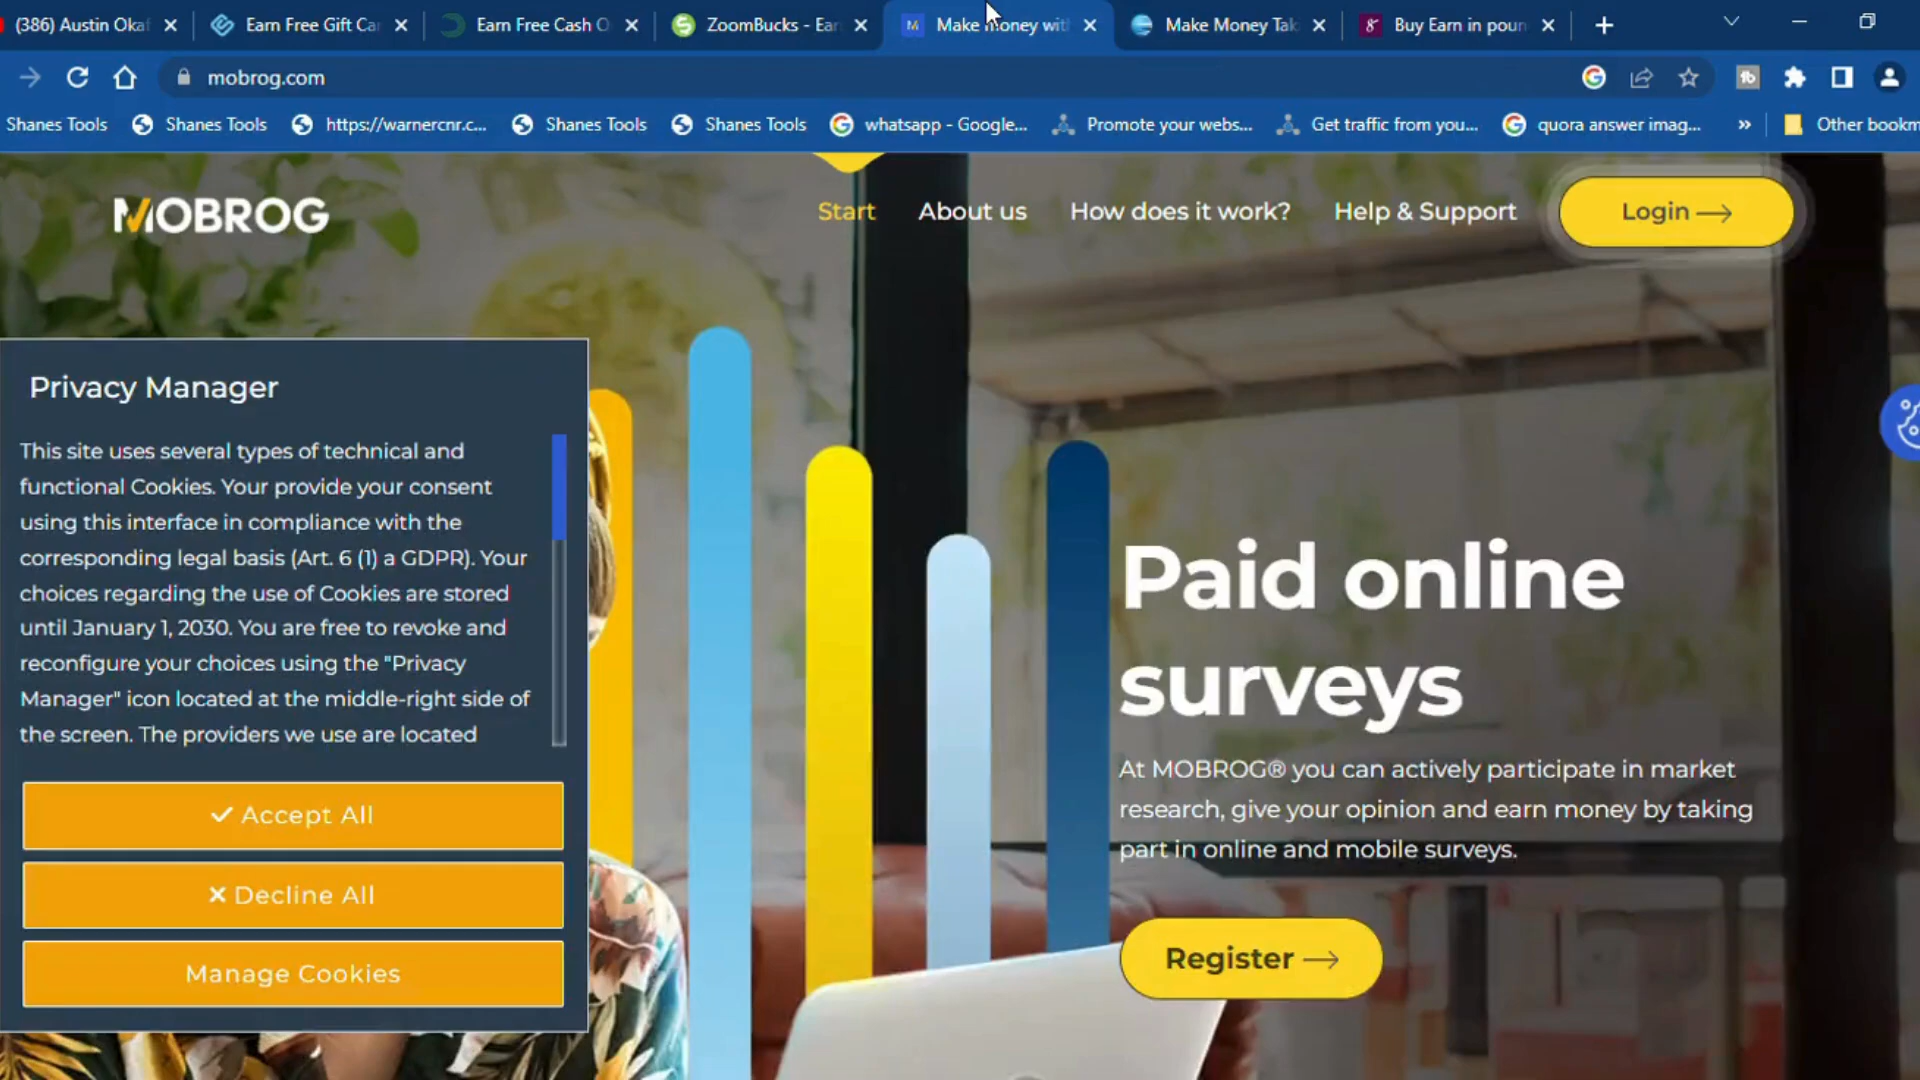 (386) Austin Okaf
Earn Free Gift Car
Earn Free Cash O
ZoomBucks - Ear
Make money with
Make Money Tak
Buy Earn in poun
mobrog.com
Shanes Tools
Shanes Tools
https://warnercnr.c...
Shanes Tools
Shanes Tools
whatsapp - Google...
Promote your webs...
Get traffic from you...
quora answer imag...
»
Other bookm
MOBROG
Start
About us
How does it work?
Help & Support
Login
Privacy Manager
This site uses several types of technical and
functional Cookies. Your provide your consent
using this interface in compliance with the
corresponding legal basis (Art. 6 (1) a GDPR). Your
choices regarding the use of Cookies are stored
until January 1, 2030. You are free to revoke and
reconfigure your choices using the "Privacy
Manager" icon located at the middle-right side of
the screen. The providers we use are located
Accept All
Decline All
Manage Cookies
Paid online
surveys
At MOBROG® you can actively participate in market
research, give your opinion and earn money by taking
part in online and mobile surveys.
Register